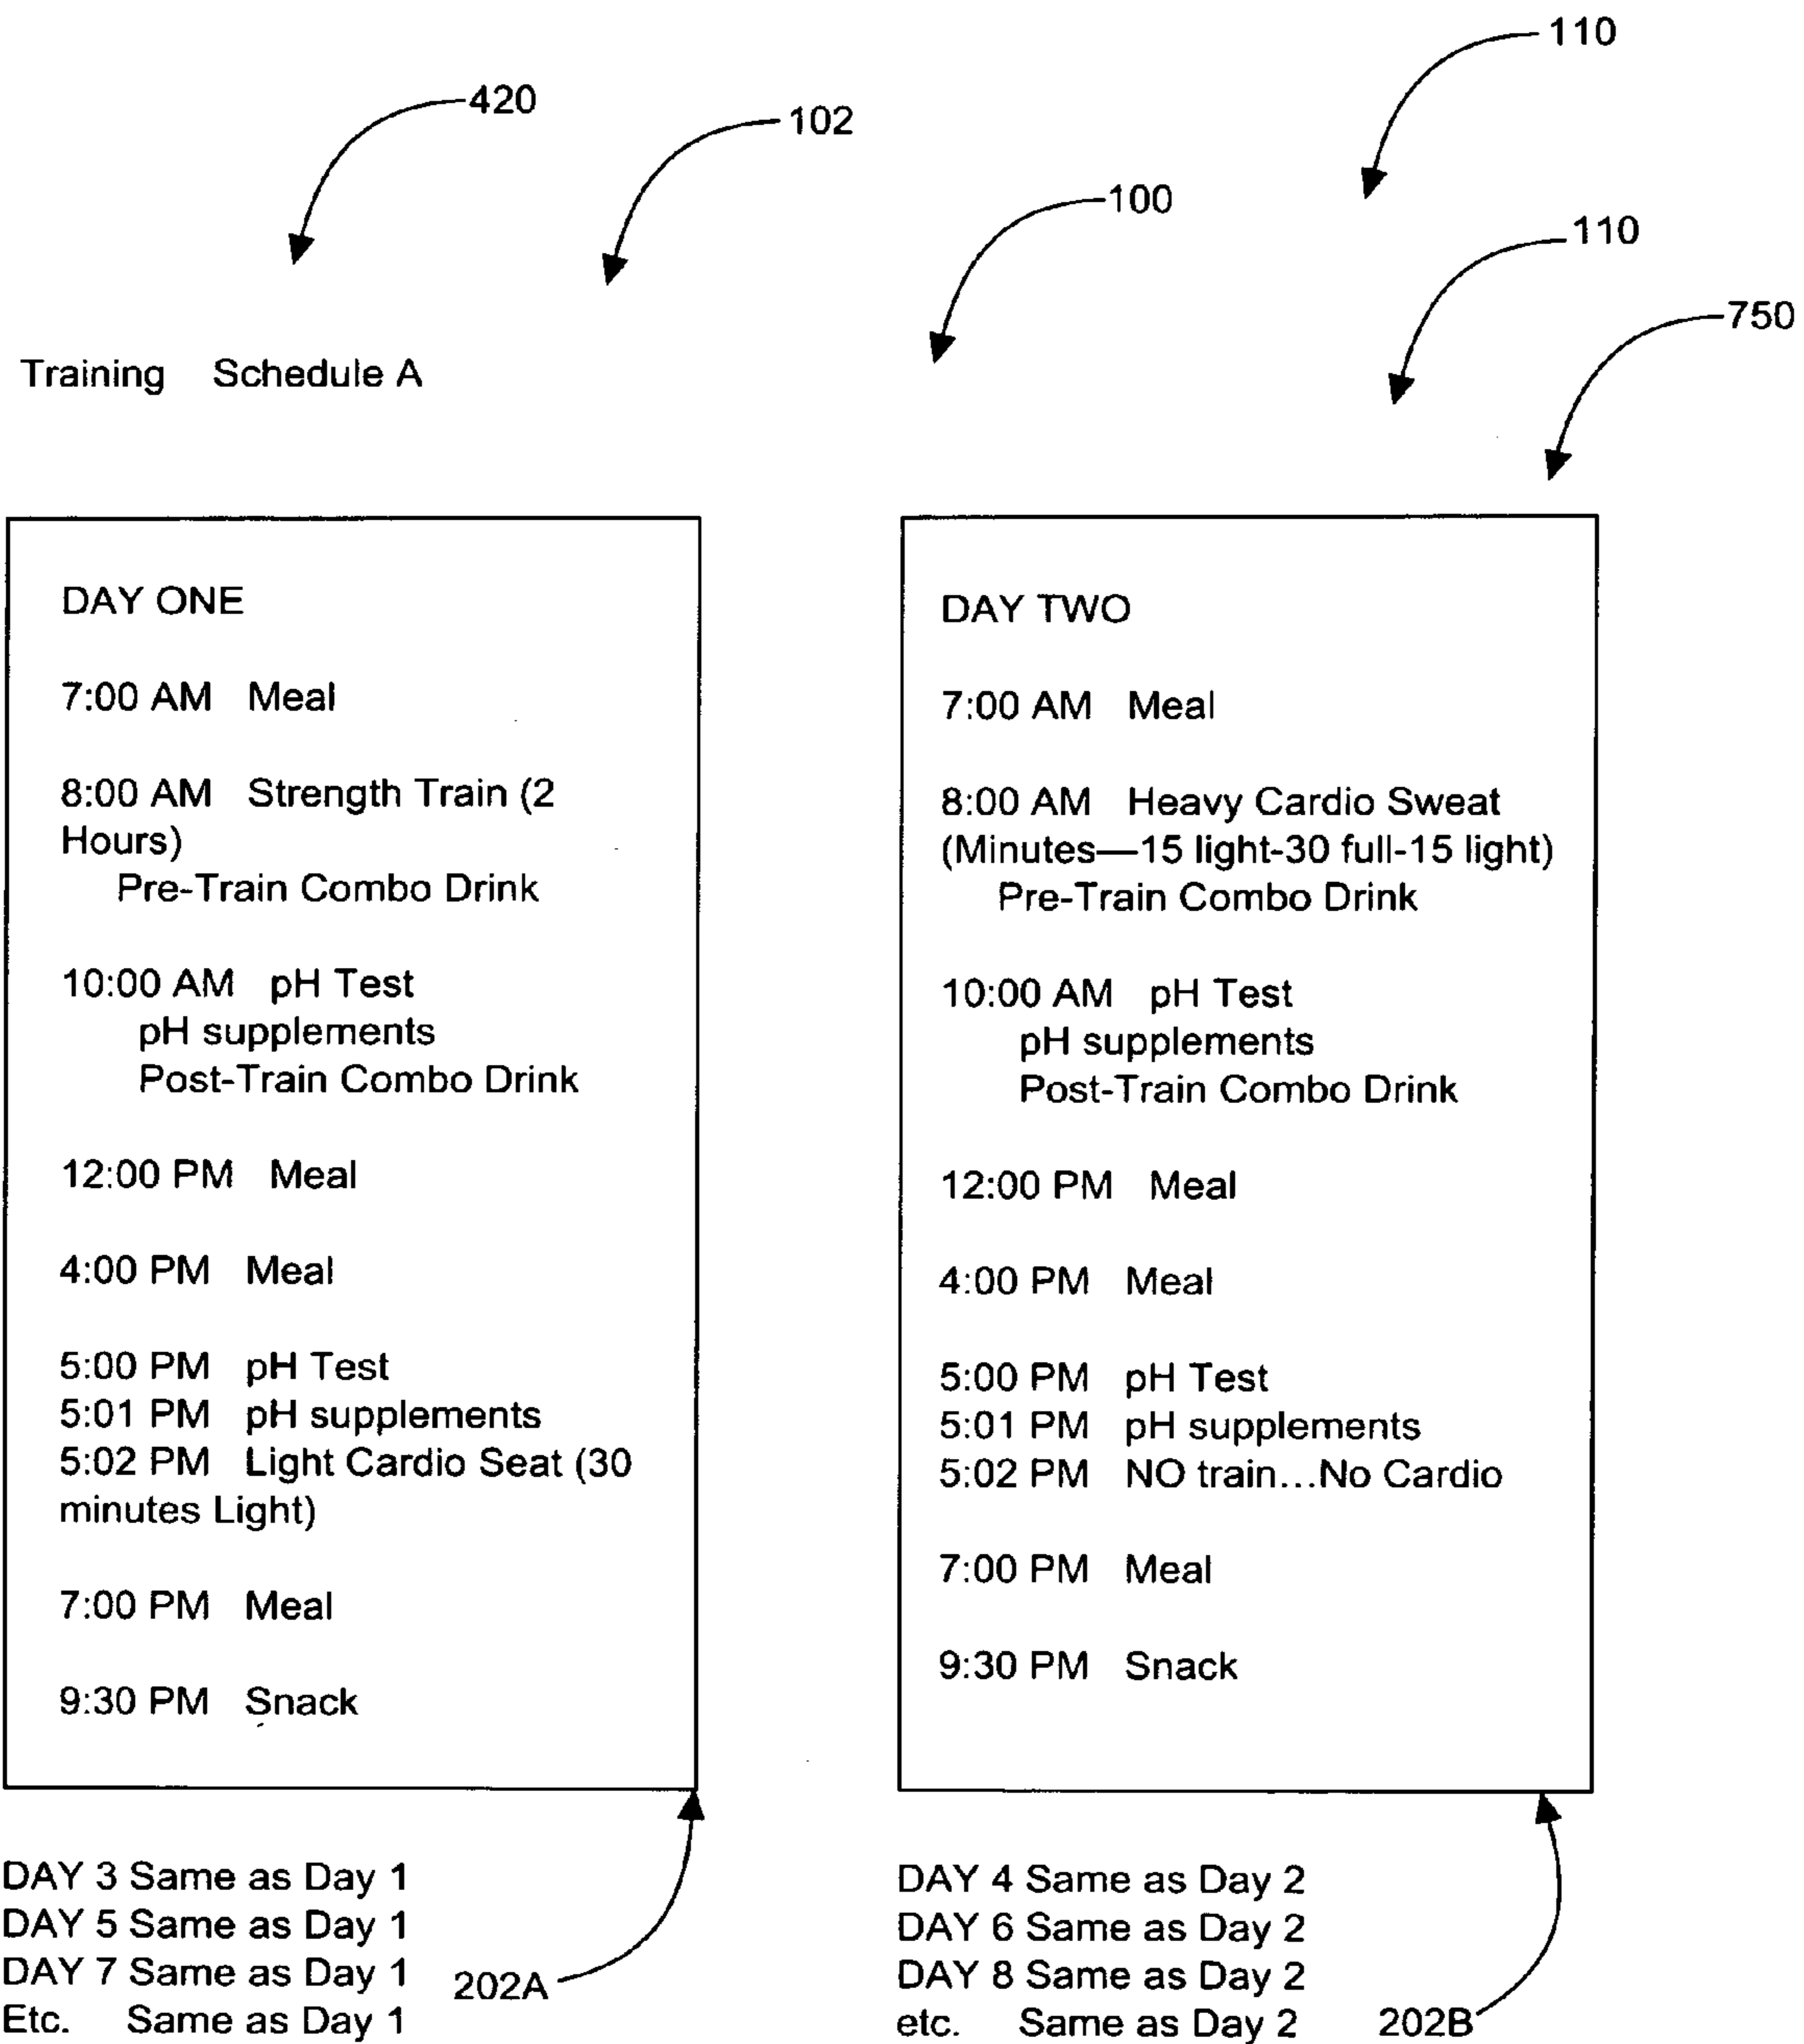 110
420
102
100
110
750
Training Schedule A
DAY ONE
7:00 AM Meal
8:00 AM Strength Train (2
Hours)
Pre-Train Combo Drink
10:00 AM pH Test
pH supplements
Post-Train Combo Drink
12:00 PM Meal
4:00 PM Meal
5:00 PM pH Test
5:01 PM pH supplements
5:02 PM Light Cardio Seat (30
minutes Light)
7:00 PM Meal
9:30 PM Snack
DAY TWO
7:00 AM Meal
8:00 AM Heavy Cardio Sweat
(Minutes—15 light-30 full-15 light)
Pre-Train Combo Drink
10:00 AM pH Test
pH supplements
Post-Train Combo Drink
12:00 PM Meal
4:00 PM Meal
5:00 PM pH Test
5:01 PM pH supplements
5:02 PM NO train...No Cardio
7:00 PM Meal
9:30 PM Snack
DAY 3 Same as Day 1
DAY 5 Same as Day 1
DAY 7 Same as Day 1
Etc. Same as Day 1
202A
DAY 4 Same as Day 2
DAY 6 Same as Day 2
DAY 8 Same as Day 2
etc. Same as Day 2
202B